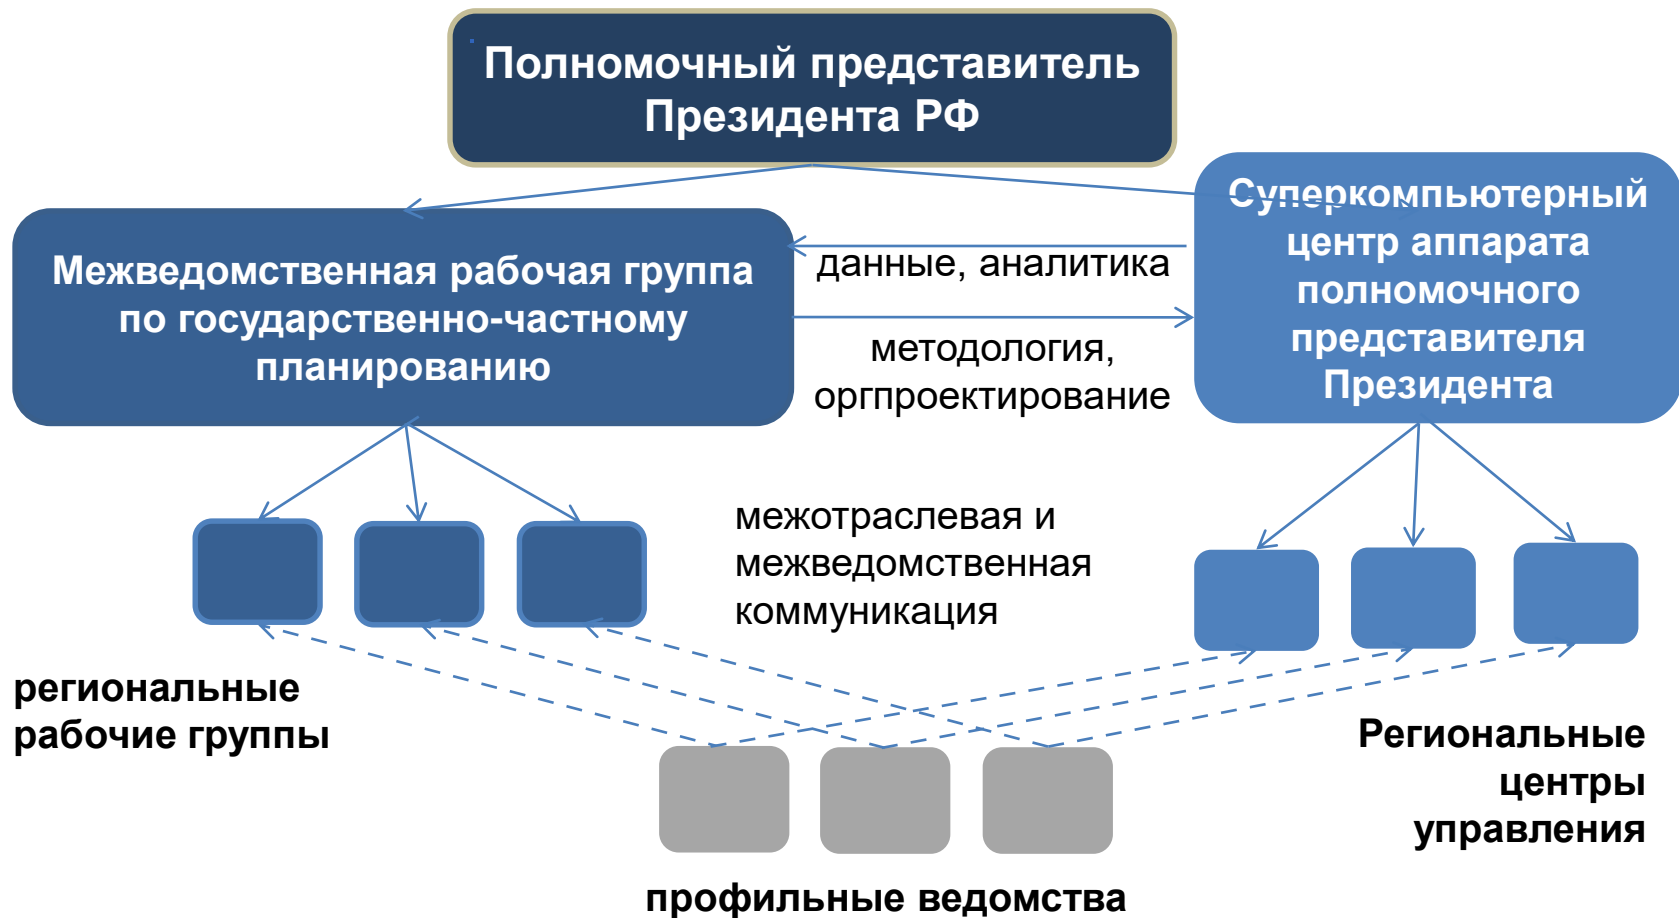 Полномочный представитель
Президента РФ
Межведомственная рабочая группа
по государственно-частному
планированию
данные, аналитика
методология,
оргпроектирование
Суперкомпьютерный
центр аппарата
полномочного
представителя
Президента
межотраслевая и
межведомственная
коммуникация
региональные
рабочие группы
Региональные
центры
управления
профильные ведомства